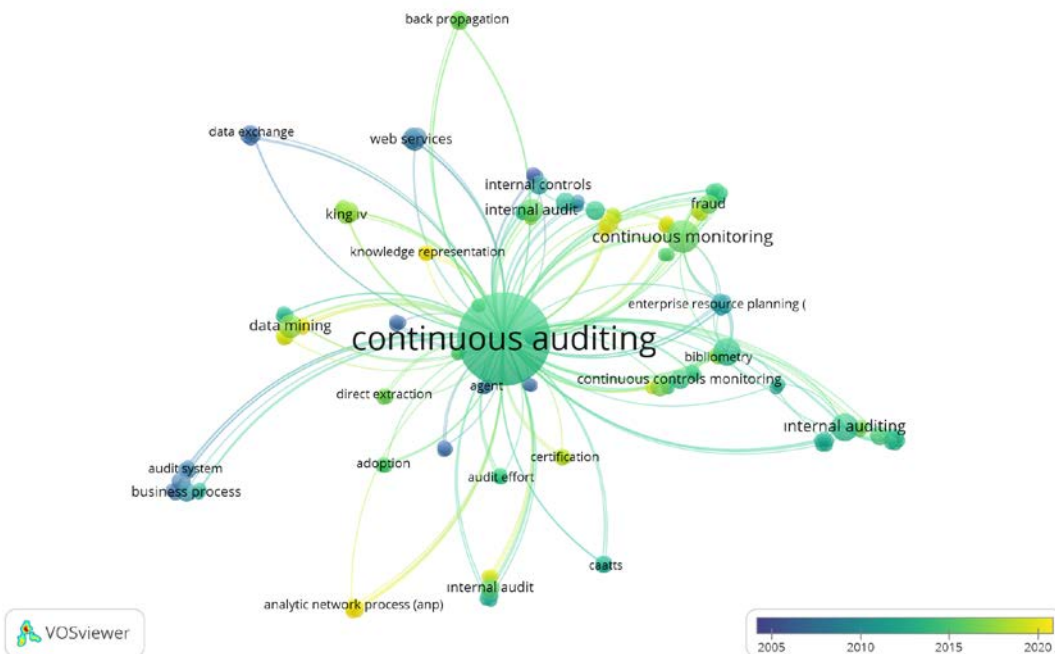 back propagation
data exchange
web services
internal controls
internal audit
king iv
fraud
continuous monitoring
knowledge representation
enterprise resource planning (
data mining
continuous auditing
bibliometry
continuous controls monitoring
agent
direct extraction
internal auditing
certification
adoption
audit system
audit effort
business process
caatts
internal audit
analytic network process (anp)
VOSviewer
2005 2010 2015 2020